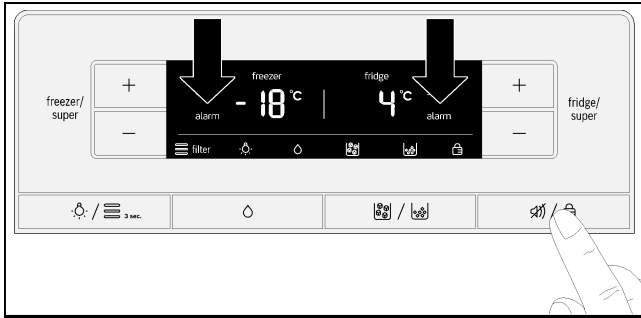 freezer/
super
+
−
freezer
alarm
- 18 °C
fridge
4 °C
alarm
filter
+
−
fridge/
super
/ 3 sec.
/
/